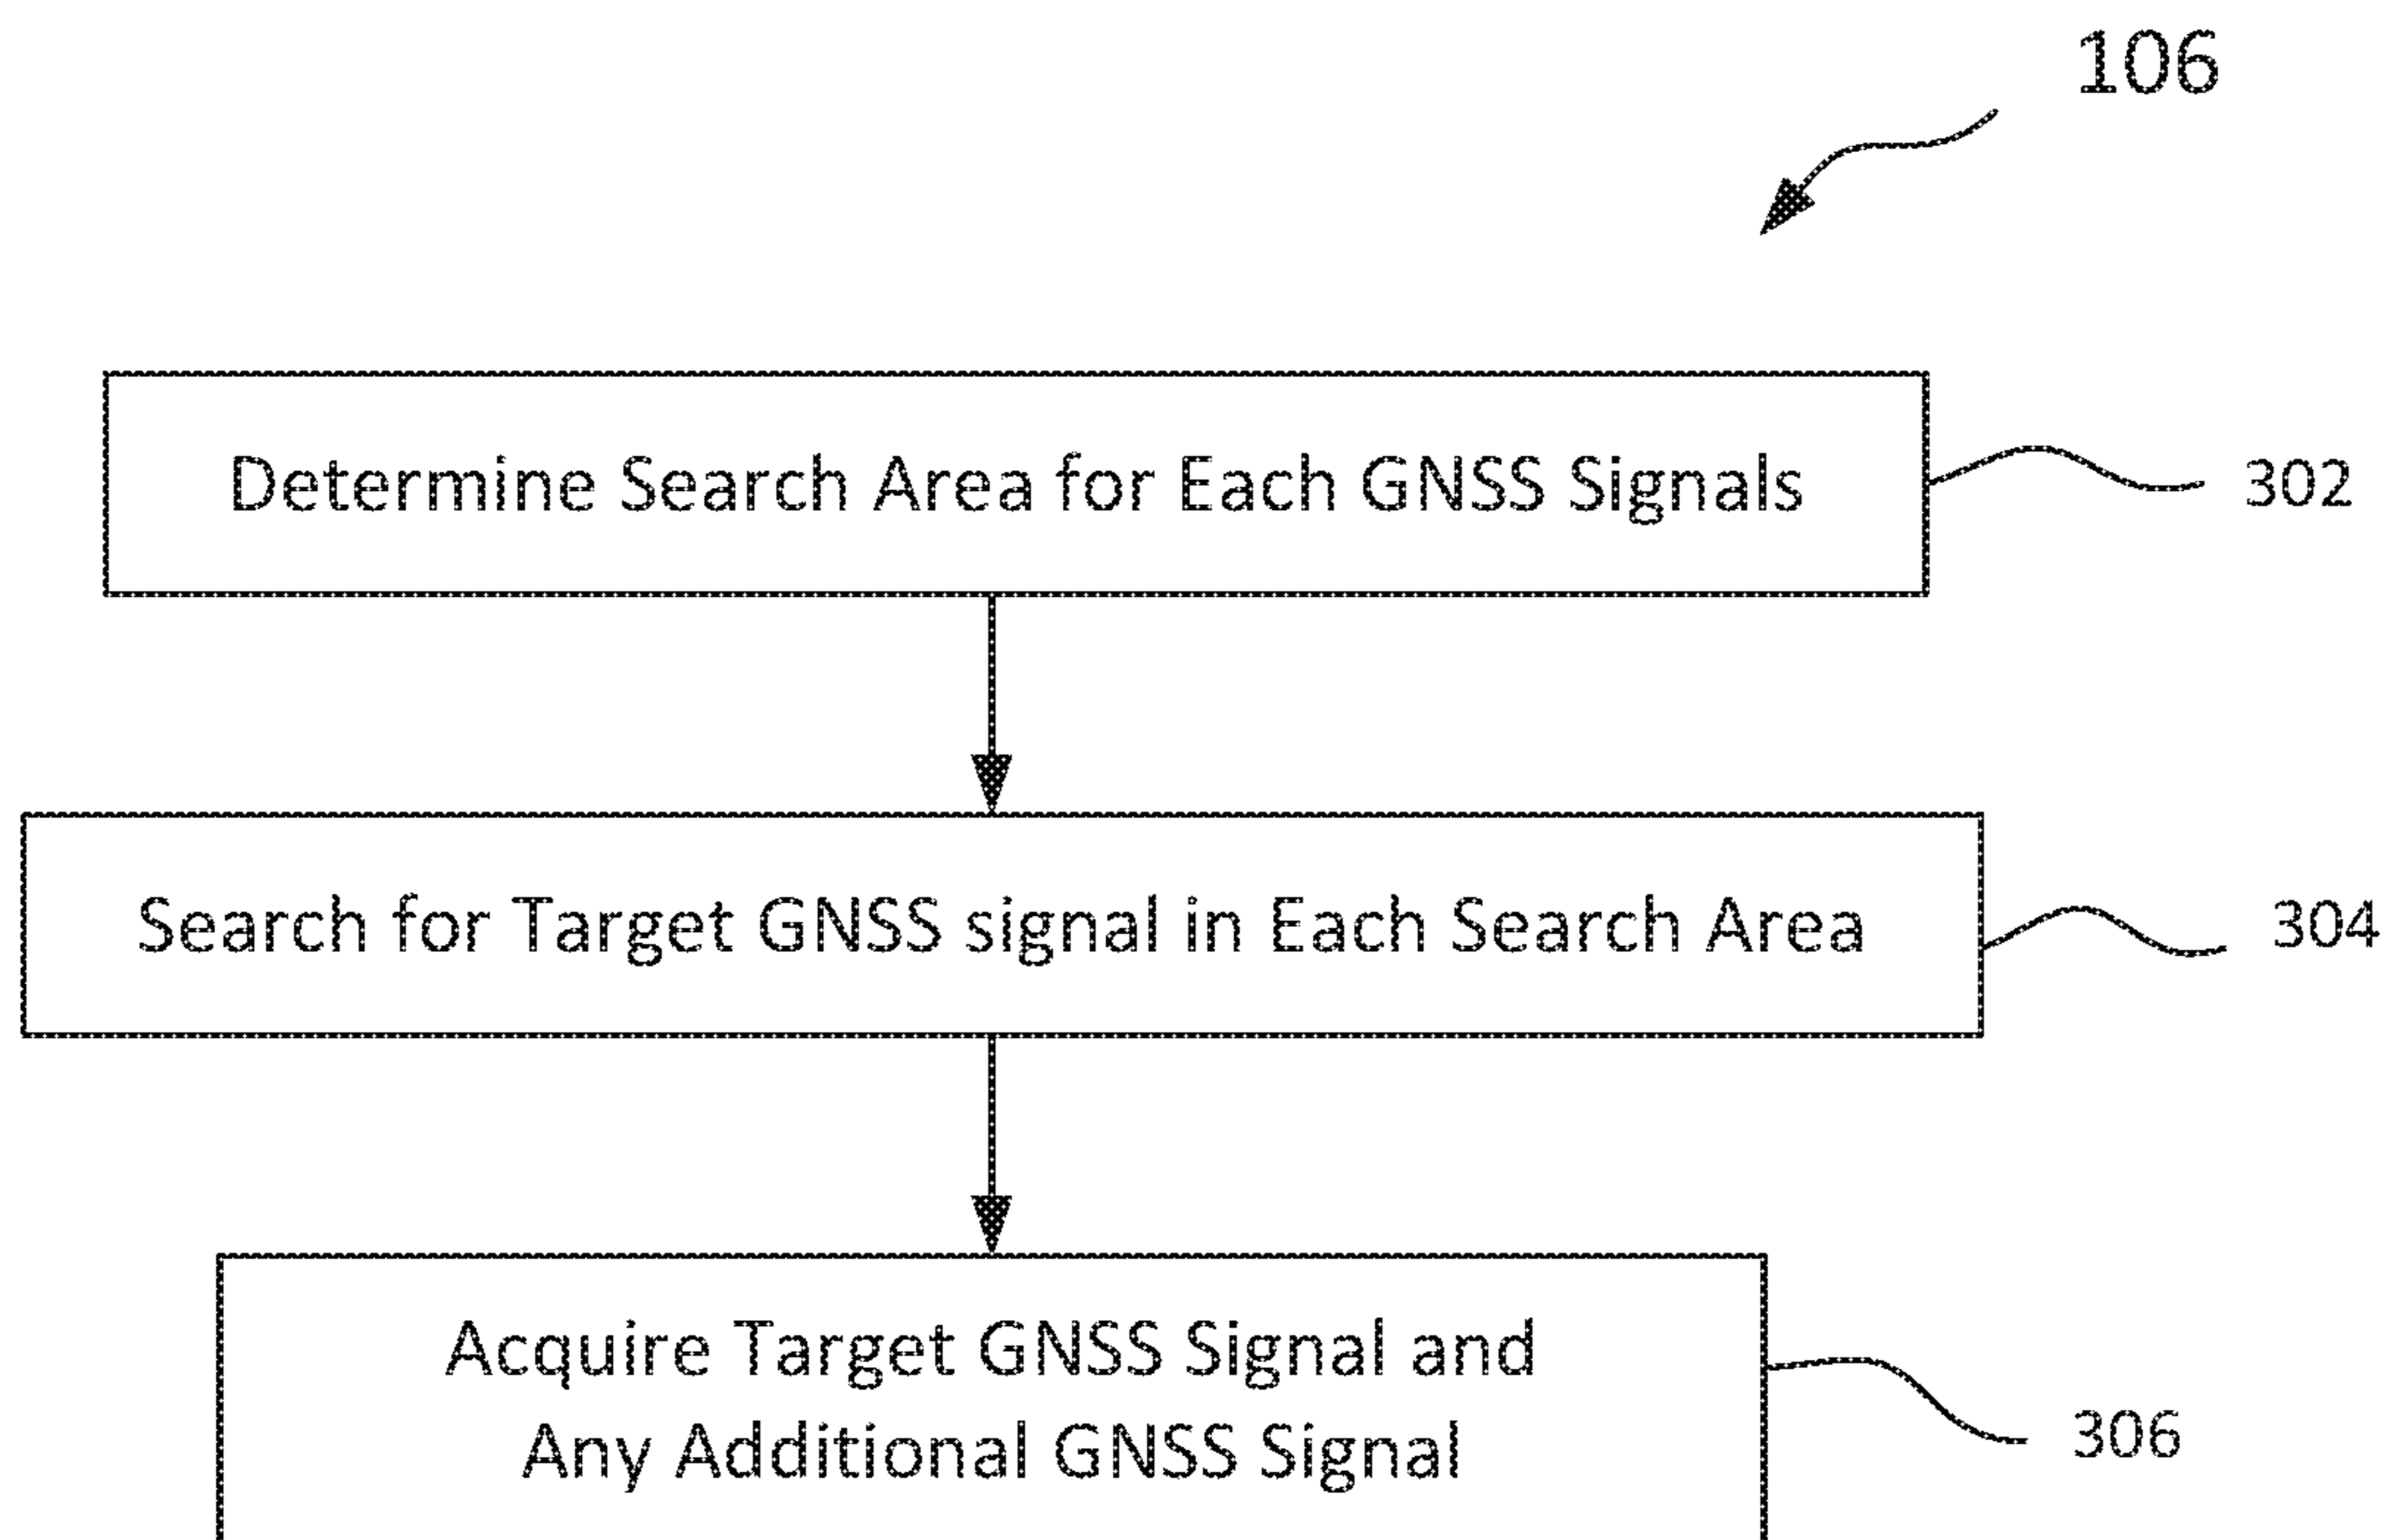 106
Determine Search Area for Each GNSS Signals
302
Search for Target GNSS signal in Each Search Area
304
Acquire Target GNSS Signal and
Any Additional GNSS Signal
306